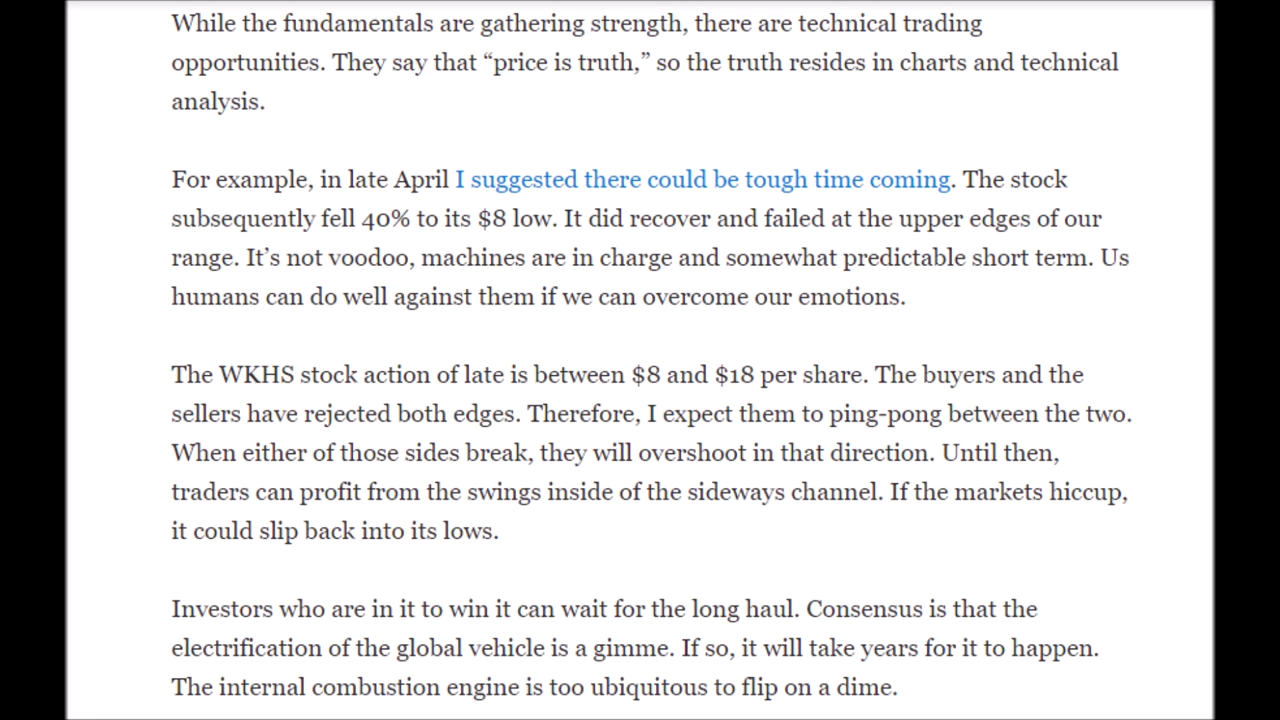 While the fundamentals are gathering strength, there are technical trading
opportunities. They say that “price is truth,” so the truth resides in charts and technical
analysis.
For example, in late April I suggested there could be tough time coming. The stock
subsequently fell 40% to its $8 low. It did recover and failed at the upper edges of our
range. It’s not voodoo, machines are in charge and somewhat predictable short term. Us
humans can do well against them if we can overcome our emotions.
The WKHS stock action of late is between $8 and $18 per share. The buyers and the
sellers have rejected both edges. Therefore, I expect them to ping-pong between the two.
When either of those sides break, they will overshoot in that direction. Until then,
traders can profit from the swings inside of the sideways channel. If the markets hiccup,
it could slip back into its lows.
Investors who are in it to win it can wait for the long haul. Consensus is that the
electrification of the global vehicle is a gimme. If so, it will take years for it to happen.
The internal combustion engine is too ubiquitous to flip on a dime.